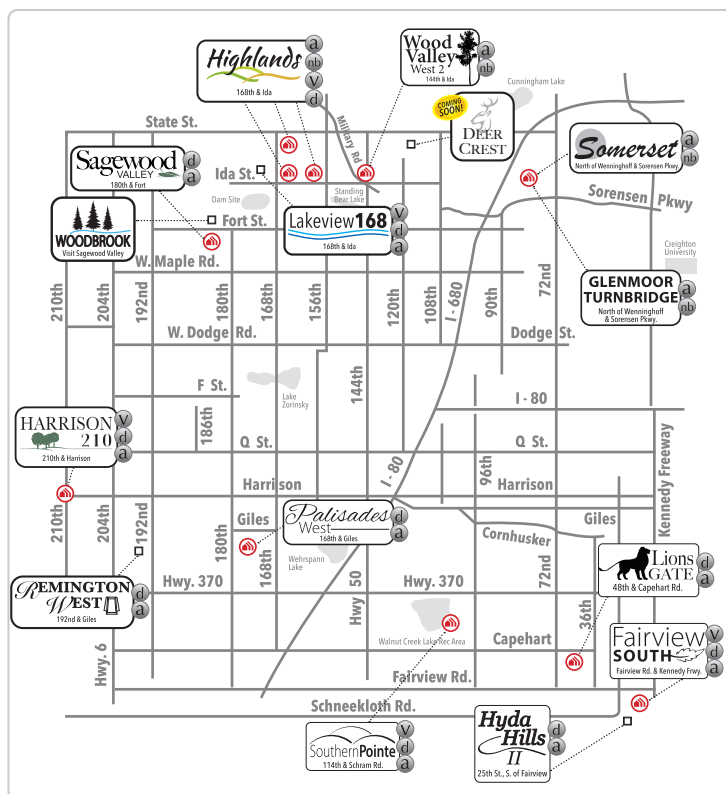 Highlands
168th & Ida
a
nb
v
d
Wood
Valley
West 2
144th & Ida
a
nb
Cunningham Lake
COMING
SOON!
DEER
CREST
State St.
Military Rd
Somerset
North of Wenninghoff & Sorensen Pkwy.
a
nb
Sagewood
VALLEY
180th & Fort
d
a
Ida St.
Dam Site
Standing
Bear Lake
Sorensen Pkwy
WOODBROOK
Visit Sagewood Valley
Fort St.
Lakeview168
168th & Ida
v
d
a
Creighton
University
W. Maple Rd.
GLENMOOR
TURNBRIDGE
North of Wenninghoff
& Sorensen Pkwy.
a
nb
210th
204th
192nd
180th
168th
156th
120th
108th
I - 680
90th
72nd
W. Dodge Rd.
Dodge St.
144th
Lake
Zorinsky
F St.
I - 80
186th
HARRISON
210
210th & Harrison
v
d
a
Q St.
Q St.
I - 80
96th
Kennedy Freeway
Harrison
Harrison
210th
204th
192nd
180th
Giles
168th
Palisades
West
168th & Giles
d
a
Giles
Cornhusker
Wehrspann
Lake
72nd
Lions
GATE
48th & Capehart Rd.
d
a
REMINGTON
WEST
192nd & Giles
d
a
Hwy. 370
Hwy 50
Hwy. 370
36th
Walnut Creek Lake Rec Area
Capehart
Fairview
SOUTH
Fairview Rd. & Kennedy Frwy.
v
d
a
Hwy. 6
Fairview Rd.
Schneekloth Rd.
SouthernPointe
114th & Schram Rd.
v
d
a
Hyda
Hills
II
25th St., S. of Fairview
d
a